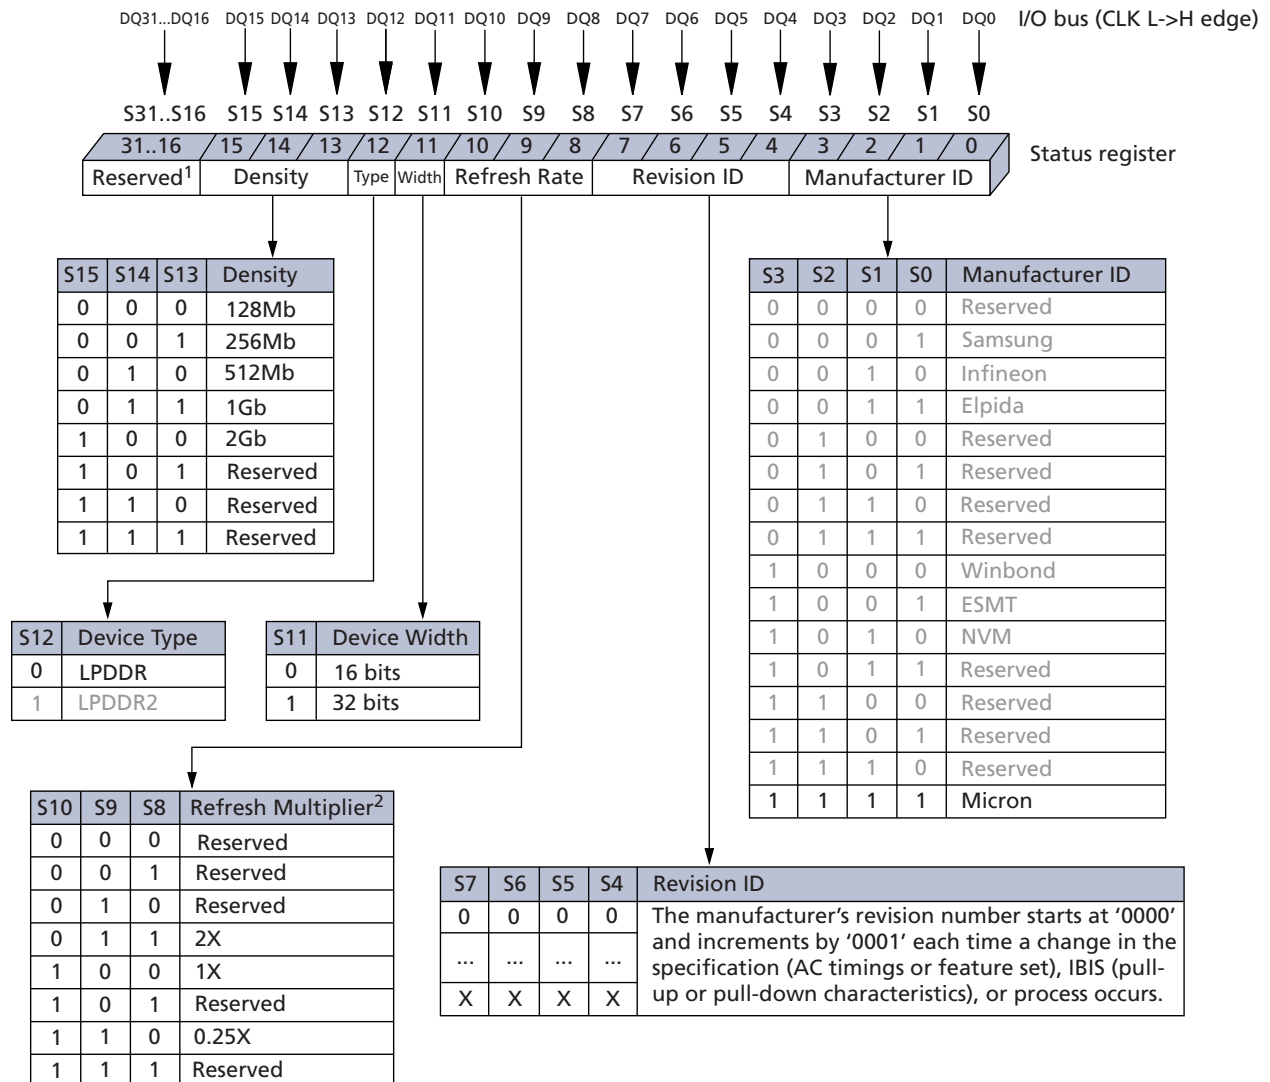 DQ31...DQ16 DQ15 DQ14 DQ13 DQ12 DQ11 DQ10 DQ9 DQ8 DQ7 DQ6 DQ5 DQ4 DQ3 DQ2 DQ1 DQ0 I/O bus (CLK L->H edge)
S31..S16 S15 S14 S13 S12 S11 S10 S9 S8 S7 S6 S5 S4 S3 S2 S1 S0
31..16 15 14 13 12 11 10 9 8 7 6 5 4 3 2 1 0 Status register
Reserved1 Density Type Width Refresh Rate Revision ID Manufacturer ID
S15 S14 S13 Density
0 0 0 128Mb
0 0 1 256Mb
0 1 0 512Mb
0 1 1 1Gb
1 0 0 2Gb
1 0 1 Reserved
1 1 0 Reserved
1 1 1 Reserved
S3 S2 S1 S0 Manufacturer ID
0 0 0 0 Reserved
0 0 0 1 Samsung
0 0 1 0 Infineon
0 0 1 1 Elpida
0 1 0 0 Reserved
0 1 0 1 Reserved
0 1 1 0 Reserved
0 1 1 1 Reserved
1 0 0 0 Winbond
1 0 0 1 ESMT
1 0 1 0 NVM
1 0 1 1 Reserved
1 1 0 0 Reserved
1 1 0 1 Reserved
1 1 1 0 Reserved
1 1 1 1 Micron
S12 Device Type
0 LPDDR
1 LPDDR2
S11 Device Width
0 16 bits
1 32 bits
S10 S9 S8 Refresh Multiplier2
0 0 0 Reserved
0 0 1 Reserved
0 1 0 Reserved
0 1 1 2X
1 0 0 1X
1 0 1 Reserved
1 1 0 0.25X
1 1 1 Reserved
S7 S6 S5 S4 Revision ID
0 0 0 0 The manufacturer’s revision number starts at ‘0000’
and increments by ‘0001’ each time a change in the
... ... ... ... specification (AC timings or feature set), IBIS (pull-
X X X X up or pull-down characteristics), or process occurs.